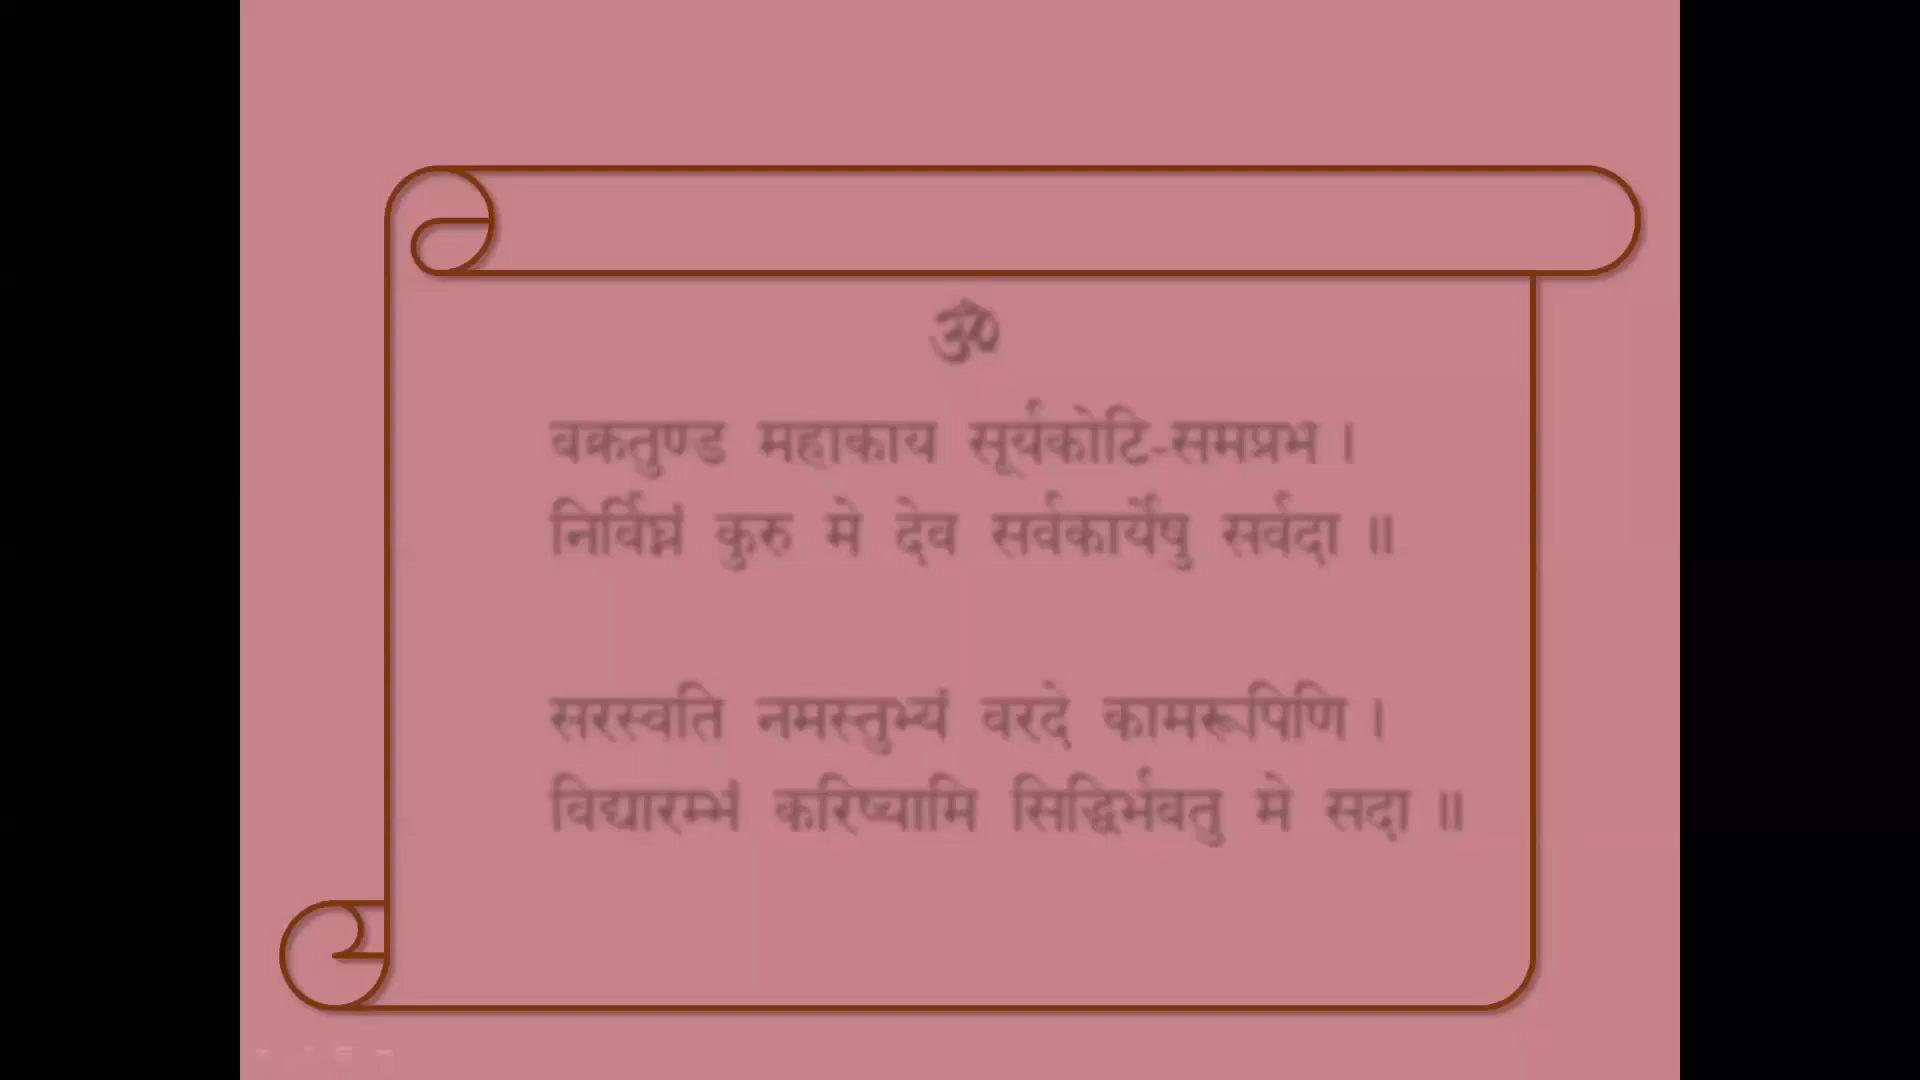 ॐ
वक्रतुण्ड महाकाय सूर्यकोटि-समप्रभ ।
निर्विघ्नं कुरु मे देव सर्वकार्येषु सर्वदा ॥
सरस्वति नमस्तुभ्यं वरदे कामरूपिणि ।
विद्यारम्भं करिष्यामि सिद्धिर्भवतु मे सदा ॥